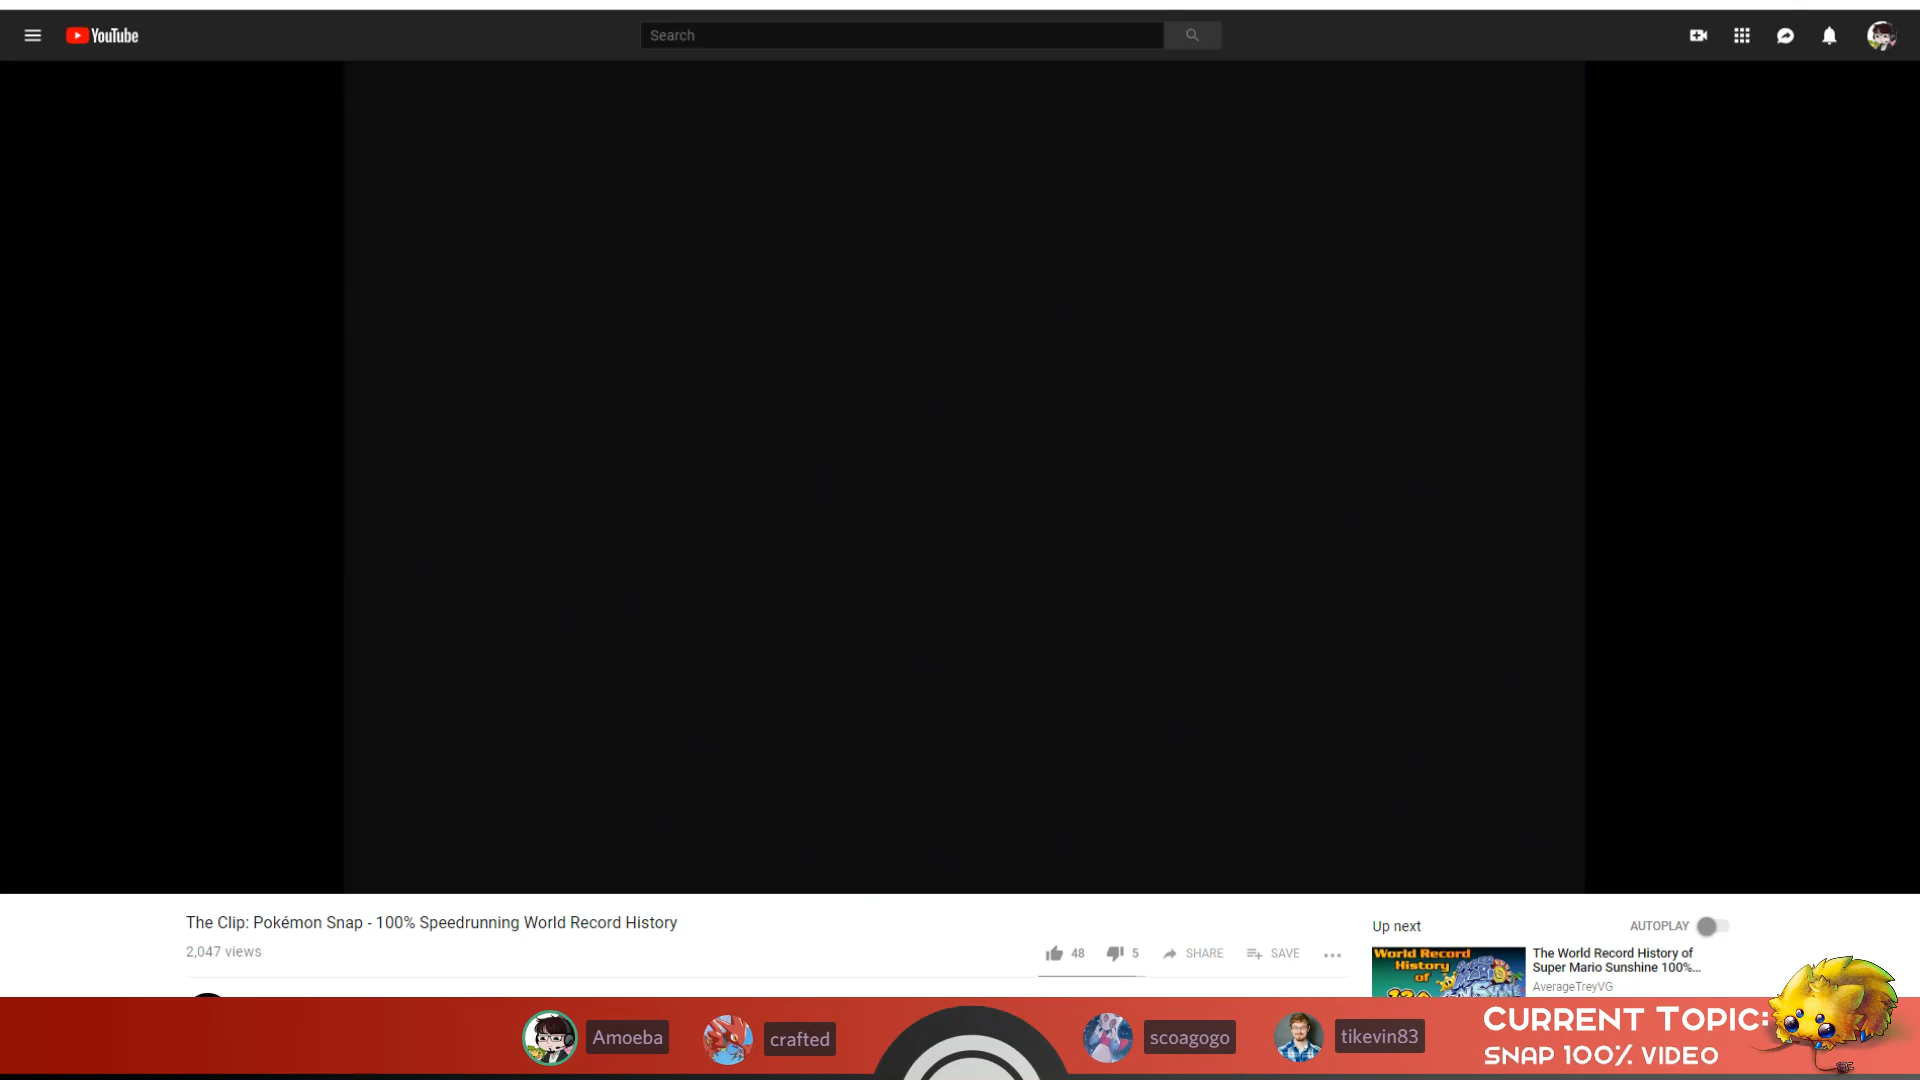 YouTube
Search
The Clip: Pokémon Snap - 100% Speedrunning World Record History
2,047 views
48
5
SHARE
SAVE
Up next
AUTOPLAY
World Record
History
of
The World Record History of
Super Mario Sunshine 100%...
AverageTreyVG
Amoeba
crafted
scoagogo
tikevin83
CURRENT TOPIC:
SNAP 100% VIDEO